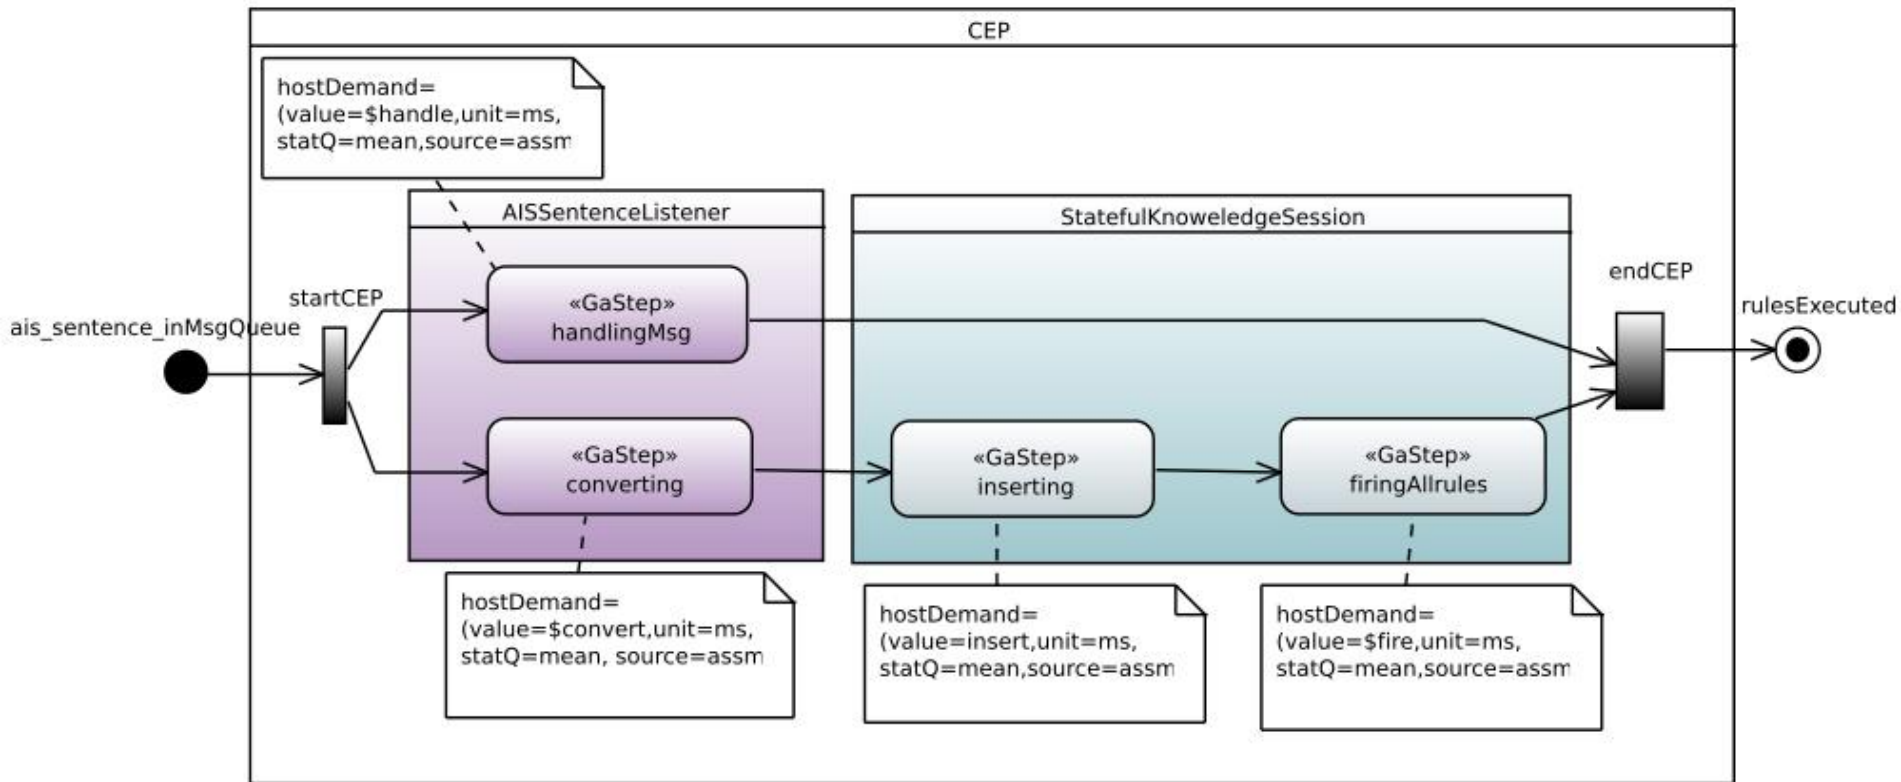 CEP
hostDemand=
(value=$handle,unit=ms,
statQ=mean,source=assm
AISSentenceListener
StatefulKnoweledgeSession
endCEP
startCEP
rulesExecuted
ais_sentence_inMsgQueue
«GaStep»
handlingMsg
«GaStep»
converting
«GaStep»
inserting
«GaStep»
firingAllrules
hostDemand=
(value=$convert,unit=ms,
statQ=mean, source=assm
hostDemand=
(value=insert,unit=ms,
statQ=mean,source=assm
hostDemand=
(value=$fire,unit=ms,
statQ=mean,source=assm